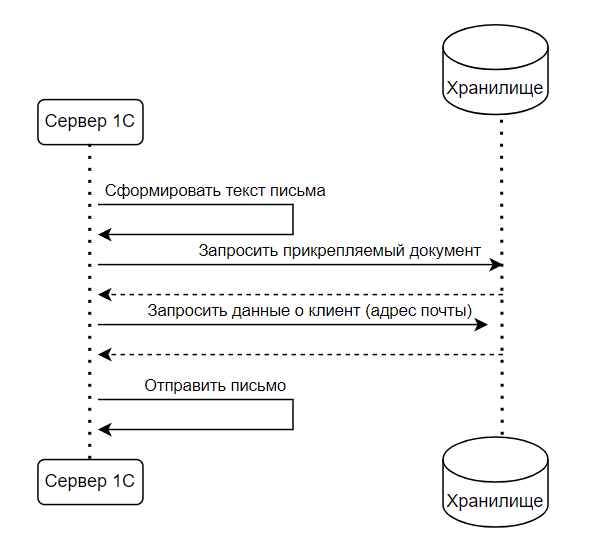 Хранилище
Сервер 1С
Сформировать текст письма
Запросить прикрепляемый документ
Запросить данные о клиент (адрес почты)
Отправить письмо
Сервер 1С
Хранилище